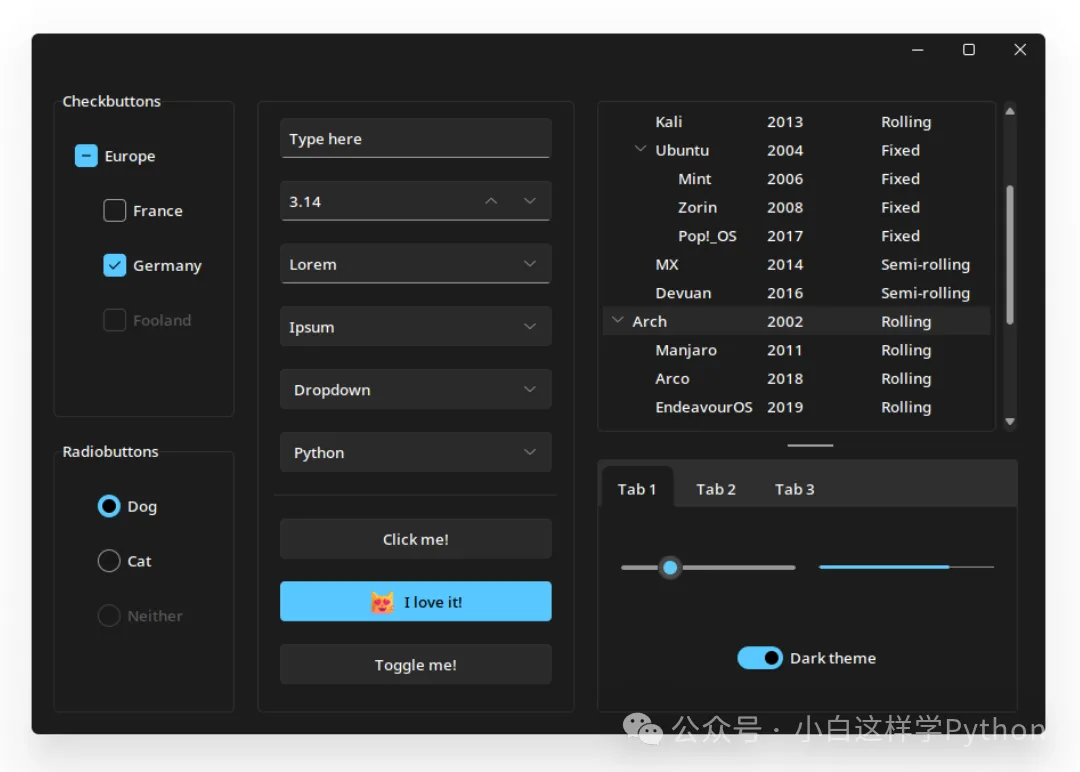 Checkbuttons
Europe
France
Germany
Fooland
Radiobuttons
Dog
Cat
Neither
Type here
3.14
Lorem
Ipsum
Dropdown
Python
Click me!
I love it!
Toggle me!
Kali 2013 Rolling
Ubuntu 2004 Fixed
Mint 2006 Fixed
Zorin 2008 Fixed
Pop!_OS 2017 Fixed
MX 2014 Semi-rolling
Devuan 2016 Semi-rolling
Arch 2002 Rolling
Manjaro 2011 Rolling
Arco 2018 Rolling
EndeavourOS 2019 Rolling
Tab 1 Tab 2 Tab 3
Dark theme
公众号 · 小白这样学Python